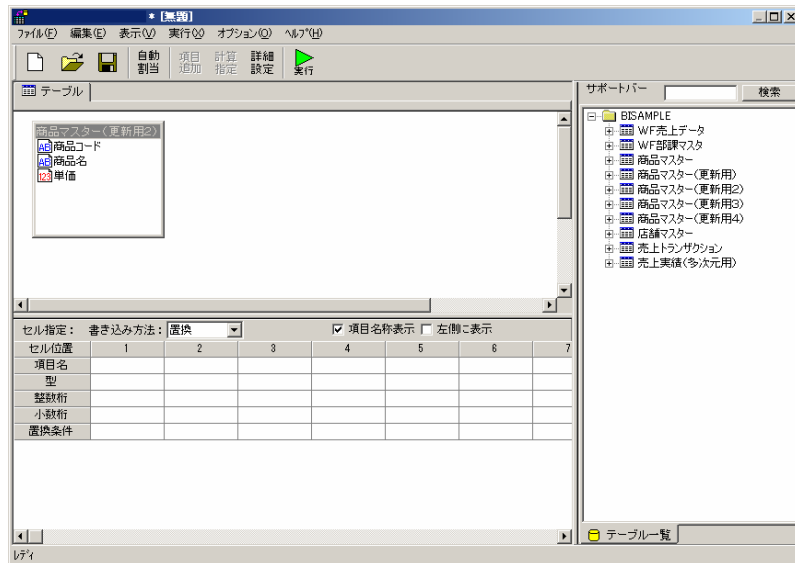 * [無題]
ファイル(F) 編集(E) 表示(V) 実行(X) オプション(O) ヘルプ(H)
自動割当 項目追加 計算指定 詳細設定 実行
テーブル
サポートバー 検索
商品マスター(更新用2)
AB 商品コード
AB 商品名
123 単価
BISAMPLE
WF売上データ
WF部課マスタ
商品マスター
商品マスター(更新用)
商品マスター(更新用2)
商品マスター(更新用3)
商品マスター(更新用4)
店舗マスター
売上トランザクション
売上実績(多次元用)
セル指定: 書き込み方法: 置換 項目名称表示 左側に表示
セル位置 1 2 3 4 5 6 7
項目名
型
整数桁
小数桁
置換条件
テーブル一覧
レディ